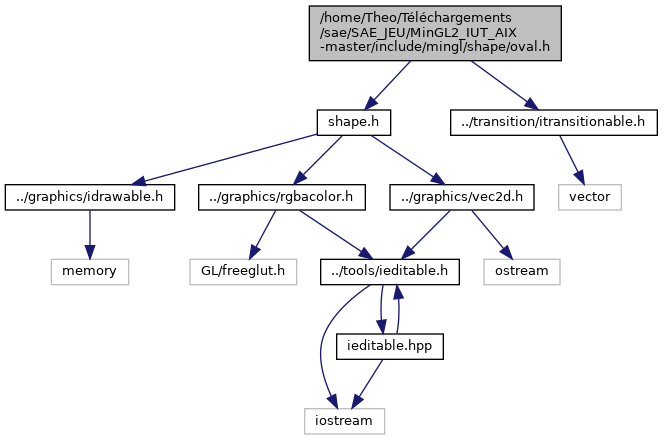 /home/Theo/Téléchargements
/sae/SAE_JEU/MinGL2_IUT_AIX
-master/include/mingl/shape/oval.h
shape.h
../transition/itransitionable.h
../graphics/idrawable.h
../graphics/rgbacolor.h
../graphics/vec2d.h
vector
memory
GL/freeglut.h
../tools/ieditable.h
ostream
ieditable.hpp
iostream